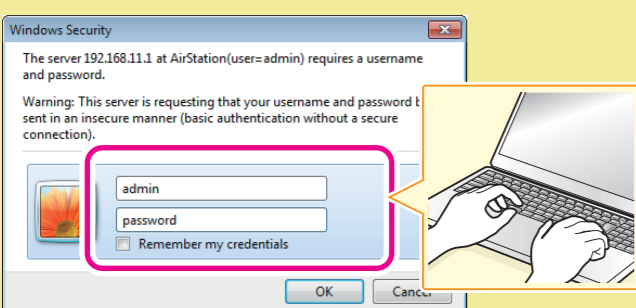 Windows Security
The server 192.168.11.1 at AirStation(user=admin) requires a username
and password.
Warning: This server is requesting that your username and password
sent in an insecure manner (basic authentication without a secure
connection).
admin
password
Remember my credentials
OK
Cancel